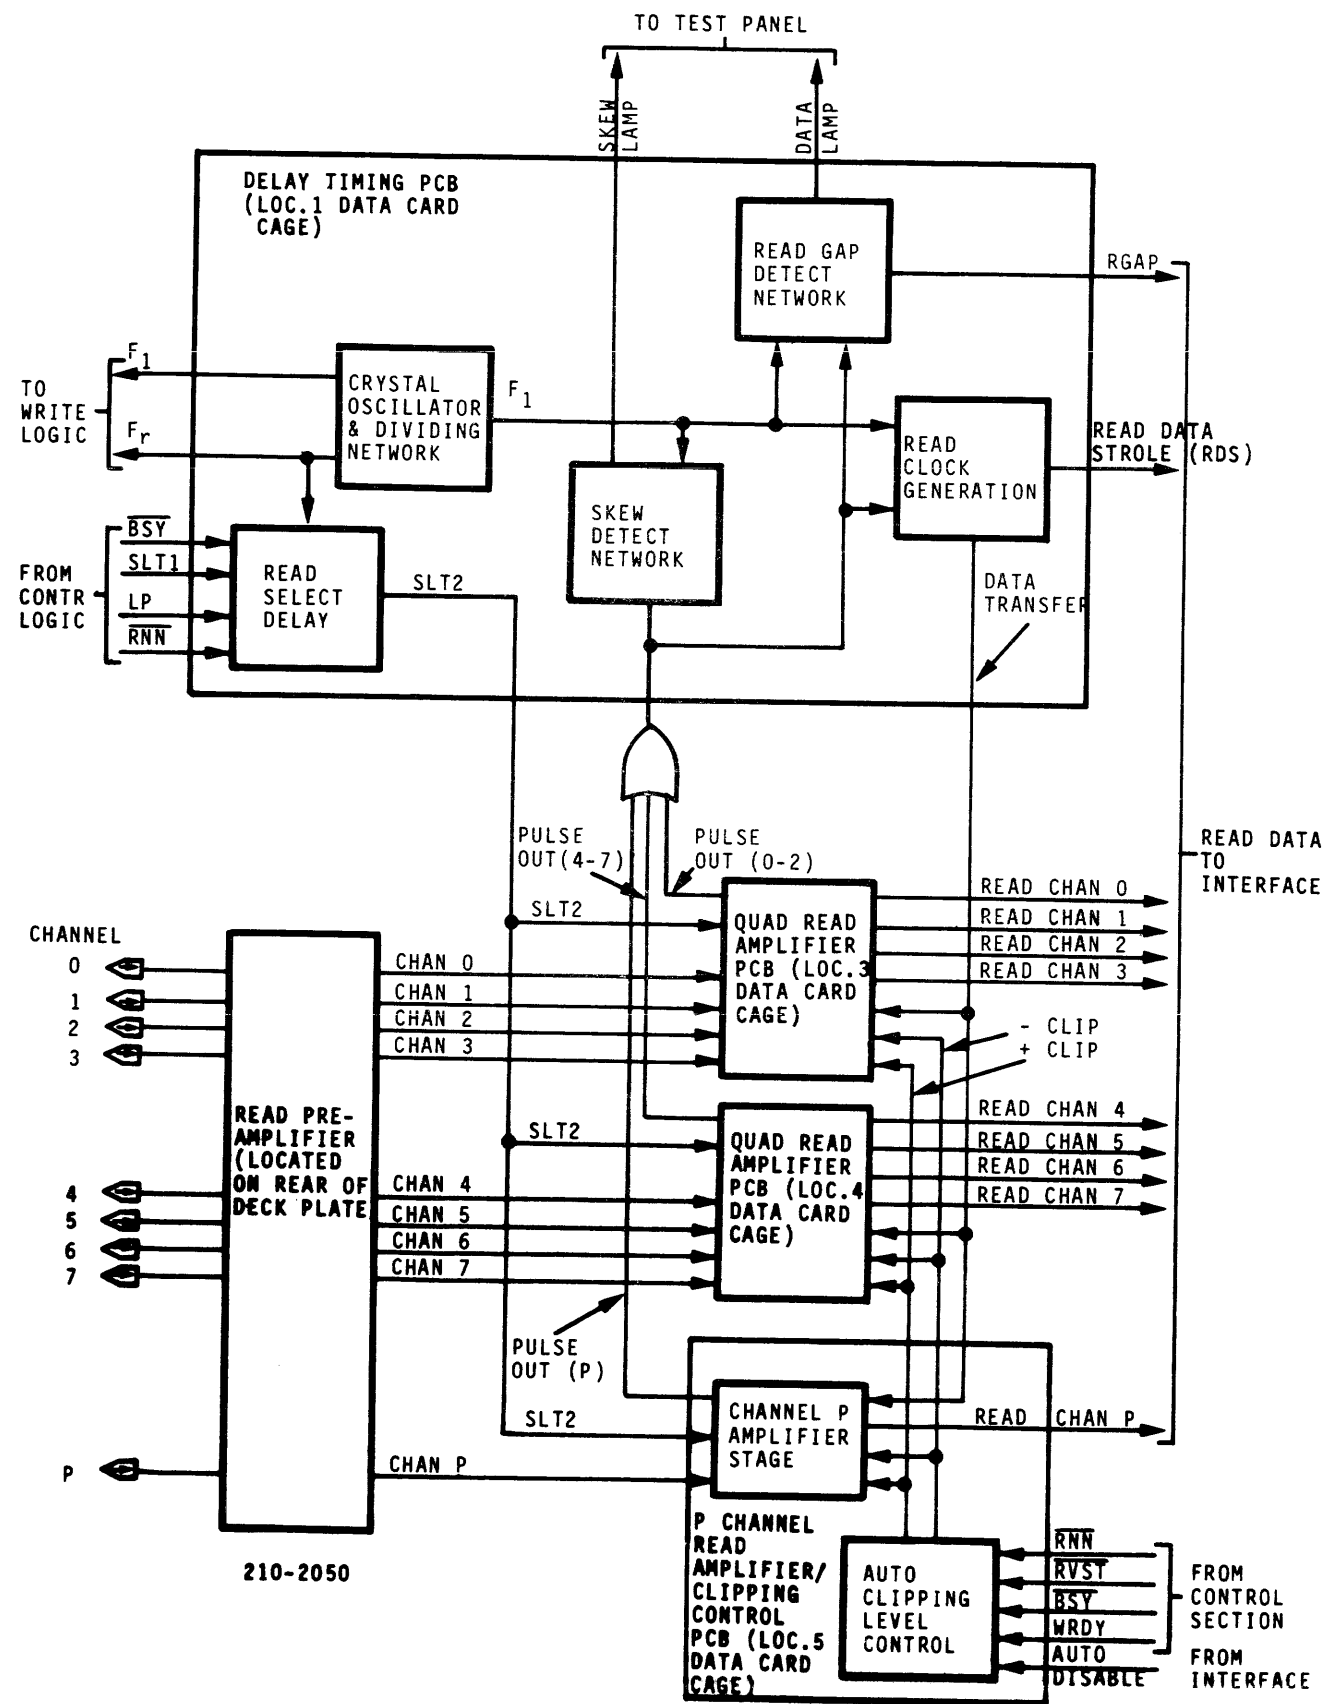 TO TEST PANEL
SKEW
LAMP
DATA
LAMP
DELAY TIMING PCB
(LOC.1 DATA CARD
CAGE)
READ GAP
DETECT
NETWORK
RGAP
TO
WRITE
LOGIC
F1
Fr
CRYSTAL
OSCILLATOR
& DIVIDING
NETWORK
F1
READ
CLOCK
GENERATION
READ DATA
STROLE (RDS)
SKEW
DETECT
NETWORK
FROM
CONTR
LOGIC
B̅S̅Y̅
SLT1
LP
R̅N̅N̅
READ
SELECT
DELAY
SLT2
DATA
TRANSFER
PULSE
OUT(4-7)
PULSE
OUT (0-2)
READ DATA
TO
INTERFACE
SLT2
QUAD READ
AMPLIFIER
PCB (LOC.3
DATA CARD
CAGE)
READ CHAN 0
READ CHAN 1
READ CHAN 2
READ CHAN 3
CHANNEL
0
1
2
3
CHAN 0
CHAN 1
CHAN 2
CHAN 3
- CLIP
+ CLIP
READ PRE-
AMPLIFIER
(LOCATED
ON REAR OF
DECK PLATE
SLT2
QUAD READ
AMPLIFIER
PCB (LOC.4
DATA CARD
CAGE)
READ CHAN 4
READ CHAN 5
READ CHAN 6
READ CHAN 7
4
5
6
7
CHAN 4
CHAN 5
CHAN 6
CHAN 7
PULSE
OUT (P)
SLT2
CHANNEL P
AMPLIFIER
STAGE
READ CHAN P
P
CHAN P
210-2050
P CHANNEL
READ
AMPLIFIER/
CLIPPING
CONTROL
PCB (LOC.5
DATA CARD
CAGE)
AUTO
CLIPPING
LEVEL
CONTROL
R̅N̅N̅
R̅V̅S̅T̅
B̅S̅Y̅
WRDY
AUTO
DISABLE
FROM
CONTROL
SECTION
FROM
INTERFACE